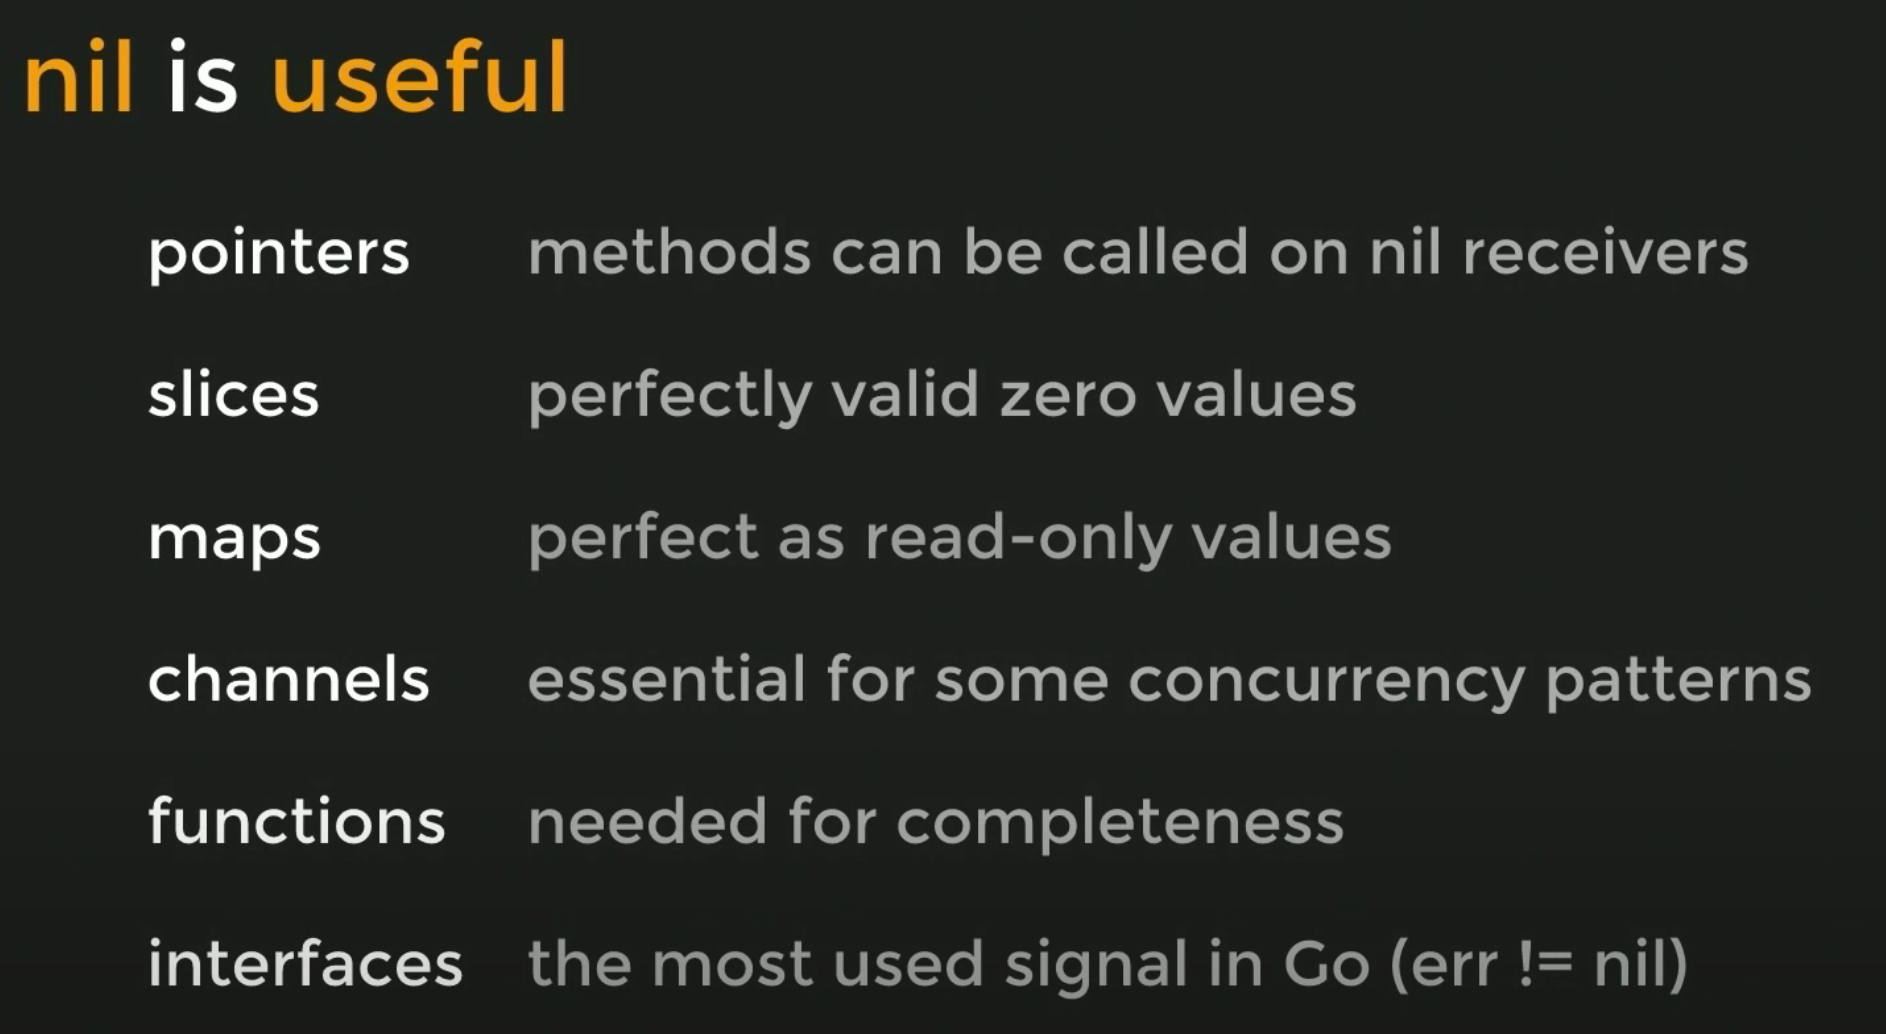 nil is useful
pointers methods can be called on nil receivers
slices perfectly valid zero values
maps perfect as read-only values
channels essential for some concurrency patterns
functions needed for completeness
interfaces the most used signal in Go (err != nil)